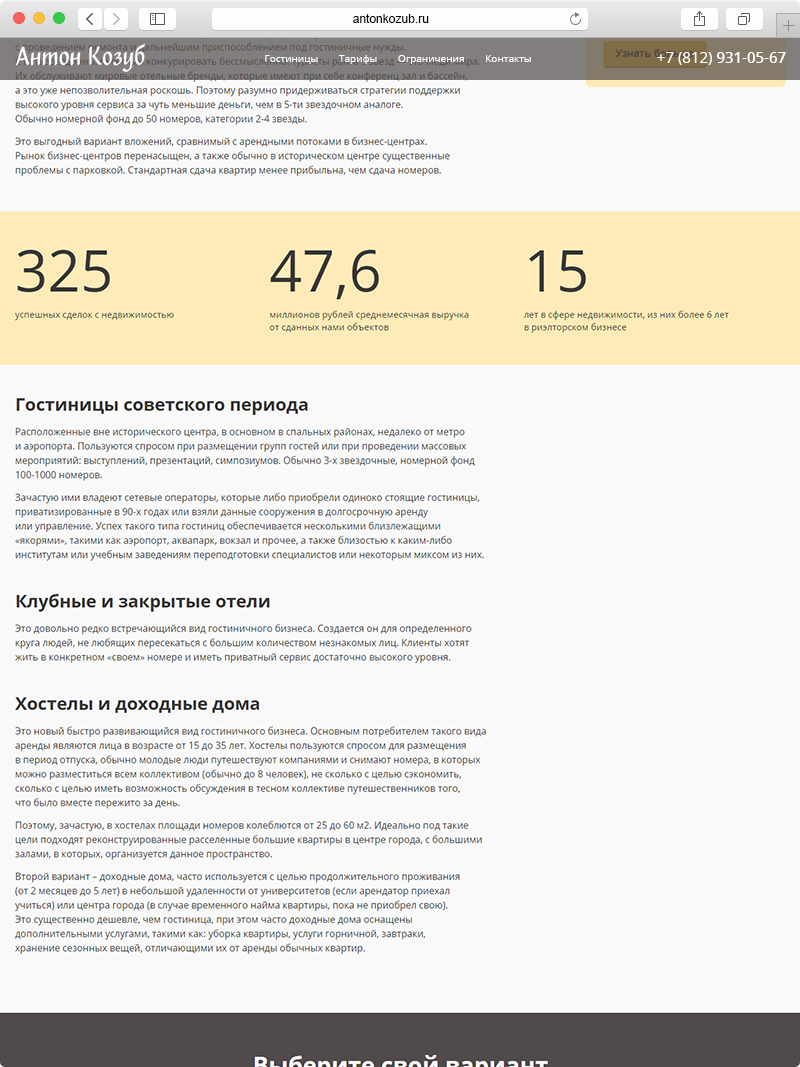 antonkozub.ru
Антон Козуб
Гостиницы Тарифы Ограничения Контакты
+7 (812) 931-05-67
Узнать
с проведением ремонта и дальнейшим приспособлением под гостиничные нужды.
конкурировать
Их обслуживают мировые отельные бренды, которые имеют при себе конференц зал и бассейн,
а это уже непозволительная роскошь. Поэтому разумно придерживаться стратегии поддержки
высокого уровня сервиса за чуть меньшие деньги, чем в 5-ти звездочном аналоге.
Обычно номерной фонд до 50 номеров, категории 2-4 звезды.
Это выгодный вариант вложений, сравнимый с арендными потоками в бизнес-центрах.
Рынок бизнес-центров перенасыщен, а также обычно в историческом центре существенные
проблемы с парковкой. Стандартная сдача квартир менее прибыльна, чем сдача номеров.
325
успешных сделок с недвижимостью
47,6
миллионов рублей среднемесячная выручка
от сданных нами объектов
15
лет в сфере недвижимости, из них более 6 лет
в риэлторском бизнесе
Гостиницы советского периода
Расположенные вне исторического центра, в основном в спальных районах, недалеко от метро
и аэропорта. Пользуются спросом при размещении групп гостей или при проведении массовых
мероприятий: выступлений, презентаций, симпозиумов. Обычно 3-х звездочные, номерной фонд
100-1000 номеров.
Зачастую ими владеют сетевые операторы, которые либо приобрели одиноко стоящие гостиницы,
приватизированные в 90-х годах или взяли данные сооружения в долгосрочную аренду
или управление. Успех такого типа гостиниц обеспечивается несколькими близлежащими
«якорями», такими как аэропорт, аквапарк, вокзал и прочее, а также близостью к каким-либо
институтам или учебным заведениям переподготовки специалистов или некоторым миксом из них.
Клубные и закрытые отели
Это довольно редко встречающийся вид гостиничного бизнеса. Создается он для определенного
круга людей, не любящих пересекаться с большим количеством незнакомых лиц. Клиенты хотят
жить в конкретном «своем» номере и иметь приватный сервис достаточно высокого уровня.
Хостелы и доходные дома
Это новый быстро развивающийся вид гостиничного бизнеса. Основным потребителем такого вида
аренды являются лица в возрасте от 15 до 35 лет. Хостелы пользуются спросом для размещения
в период отпуска, обычно молодые люди путешествуют компаниями и снимают номера, в которых
можно разместиться всем коллективом (обычно до 8 человек), не сколько с целью сэкономить,
сколько с целью иметь возможность обсуждения в тесном коллективе путешественников того,
что было вместе пережито за день.
Поэтому, зачастую, в хостелах площади номеров колеблются от 25 до 60 м2. Идеально под такие
цели подходят реконструированные расселенные большие квартиры в центре города, с большими
залами, в которых, организуется данное пространство.
Второй вариант – доходные дома, часто используется с целью продолжительного проживания
(от 2 месяцев до 5 лет) в небольшой удаленности от университетов (если арендатор приехал
учиться) или центра города (в случае временного найма квартиры, пока не приобрел свою).
Это существенно дешевле, чем гостиница, при этом часто доходные дома оснащены
дополнительными услугами, такими как: уборка квартиры, услуги горничной, завтраки,
хранение сезонных вещей, отличающими их от аренды обычных квартир.
Выберите свой вариант